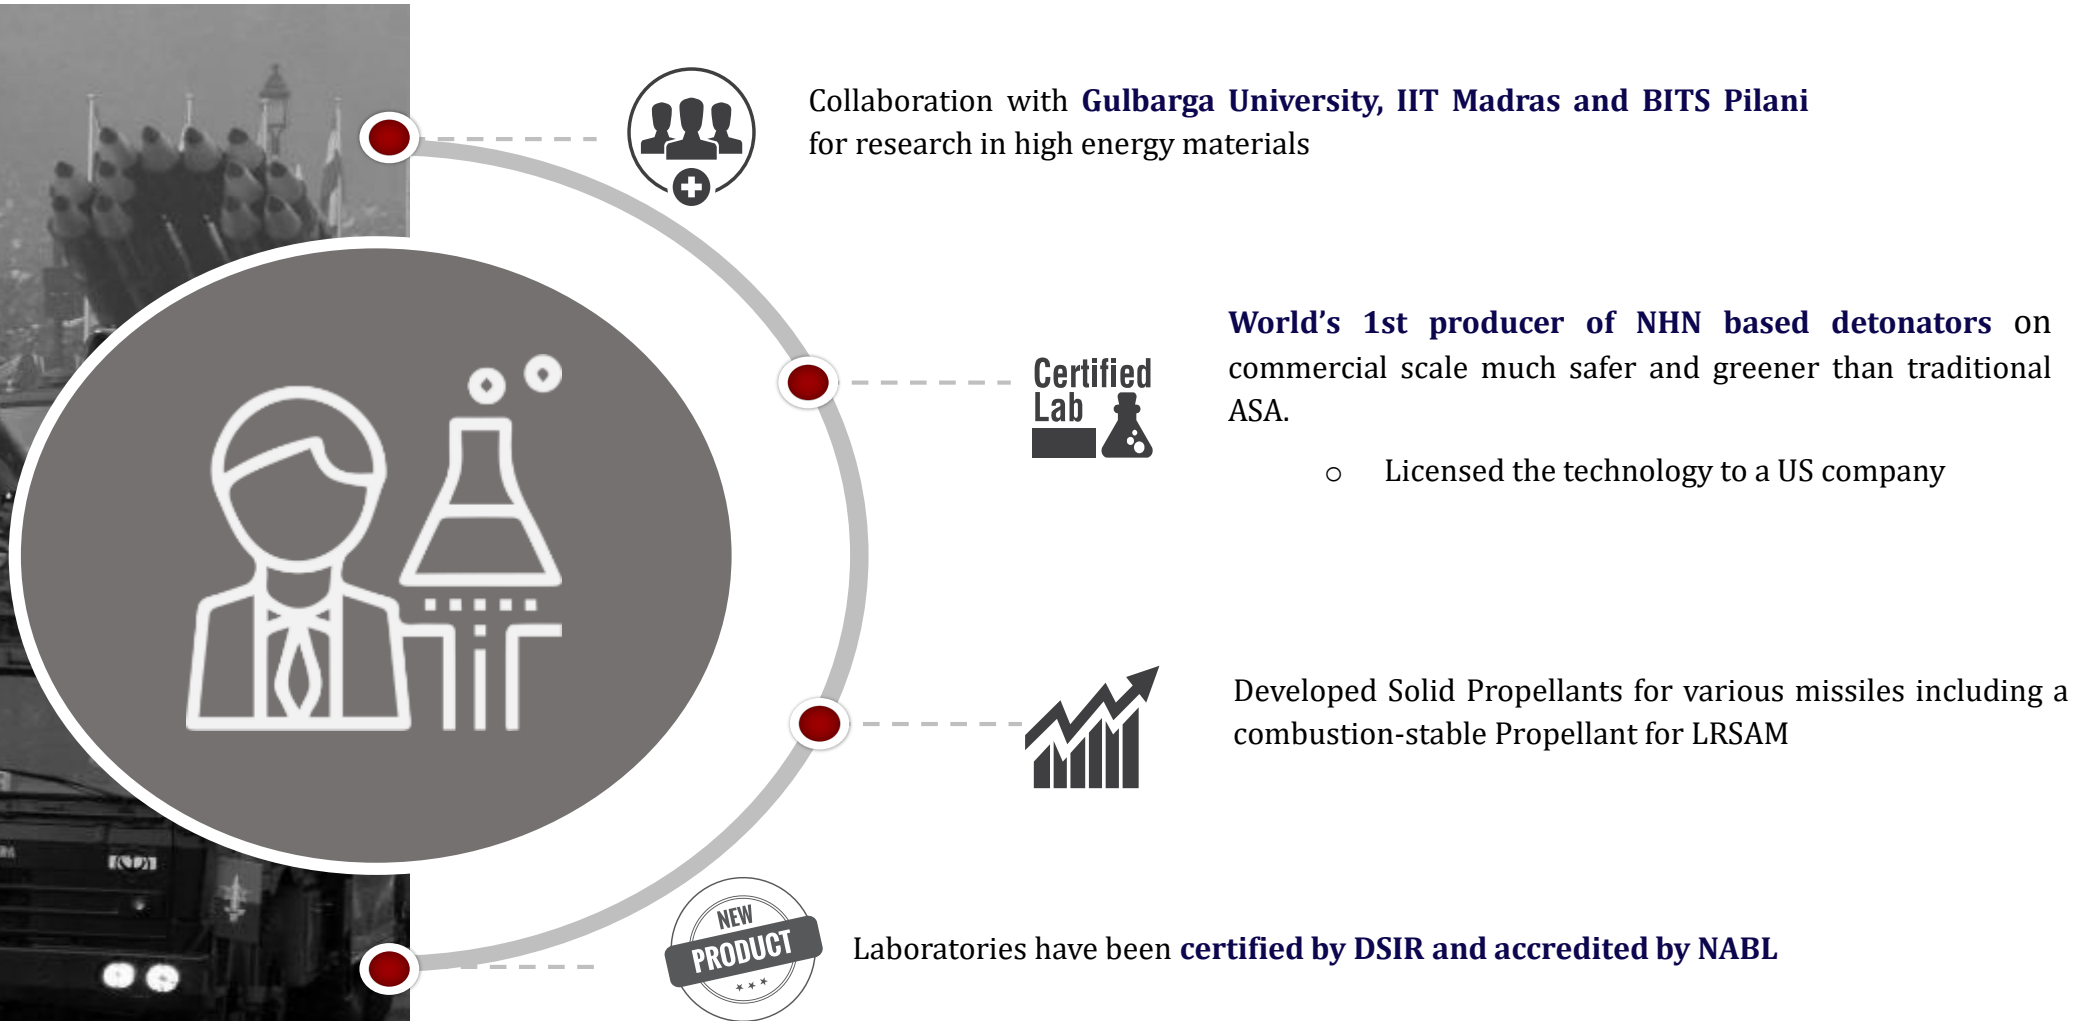 Collaboration with Gulbarga University, IIT Madras and BITS Pilani
for research in high energy materials
World’s 1st producer of NHN based detonators on
commercial scale much safer and greener than traditional
ASA.
o Licensed the technology to a US company
Certified
Lab
Developed Solid Propellants for various missiles including a
combustion-stable Propellant for LRSAM
NEW
PRODUCT
Laboratories have been certified by DSIR and accredited by NABL